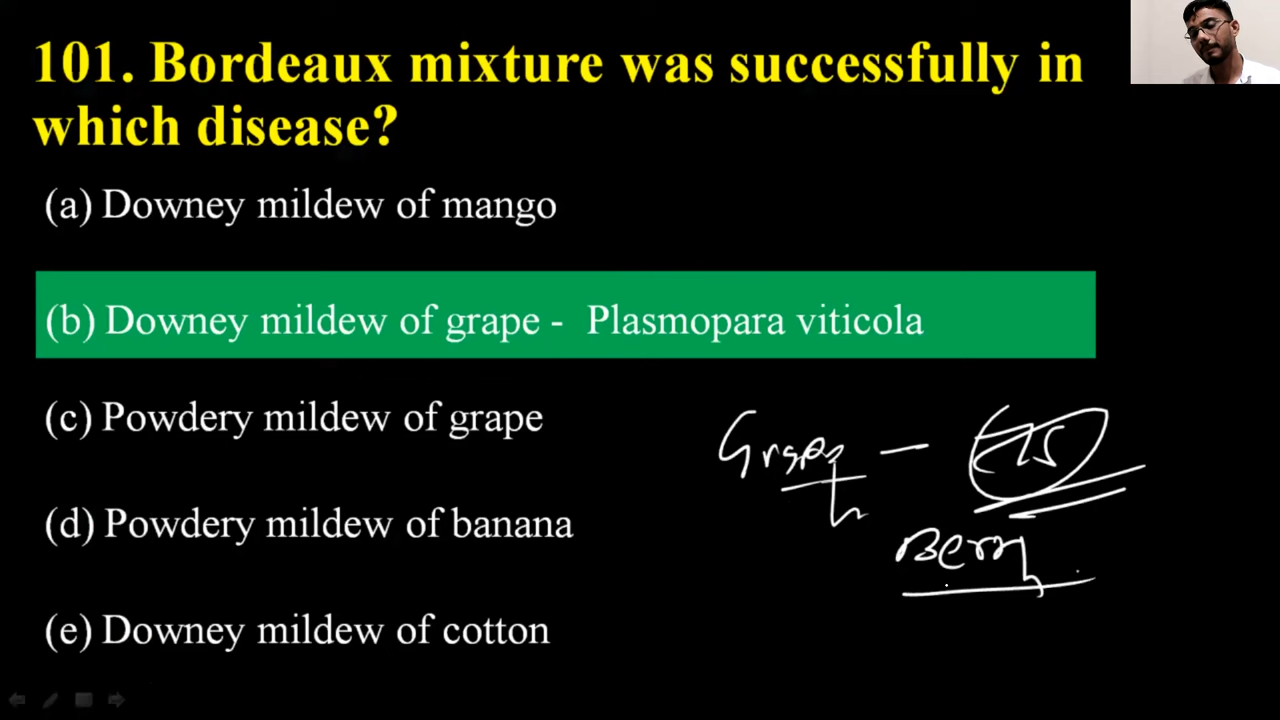 101. Bordeaux mixture was successfully in
which disease?
(a) Downey mildew of mango
(b) Downey mildew of grape - Plasmopara viticola
(c) Powdery mildew of grape
(d) Powdery mildew of banana
(e) Downey mildew of cotton
Grapes –
Berry